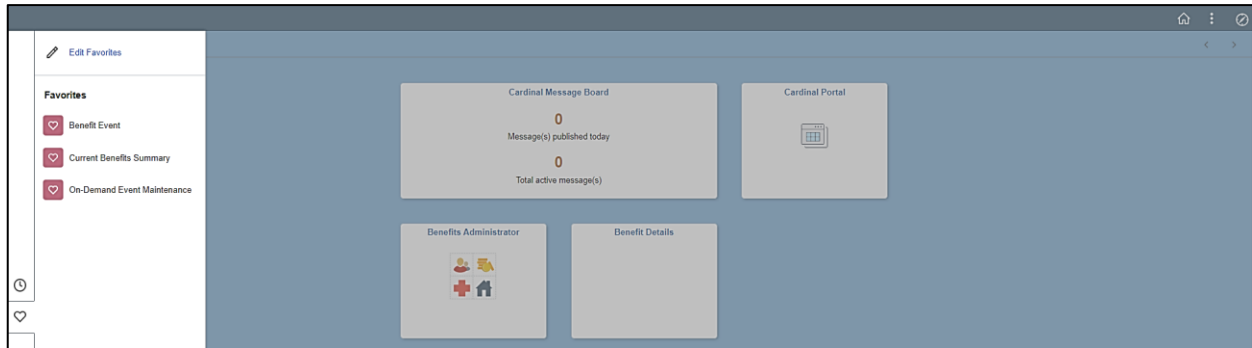 Edit Favorites
Favorites
Benefit Event
Current Benefits Summary
On-Demand Event Maintenance
Cardinal Message Board
0
Message(s) published today
0
Total active message(s)
Cardinal Portal
Benefits Administrator
Benefit Details